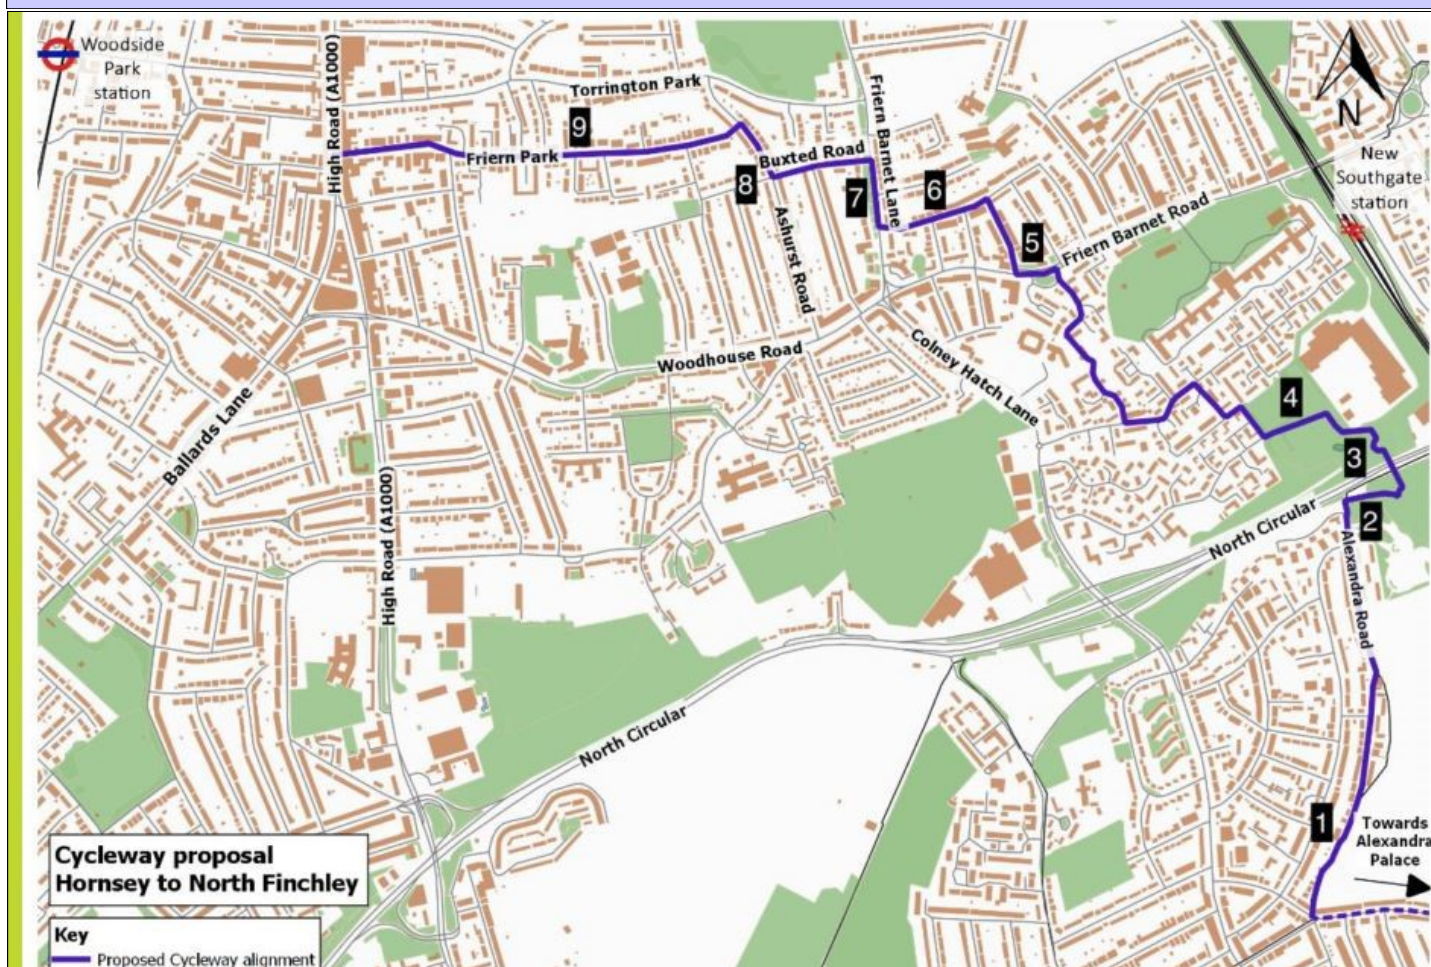 Woodside
Park
station
High Road (A1000)
Torrington Park
Friern Barnet Lane
N
New
Southgate
station
9
Friern Park
Buxted Road
8
7
6
5
Friern Barnet Road
Ashurst Road
Woodhouse Road
Colney Hatch Lane
4
3
2
Ballards Lane
High Road (A1000)
North Circular
Alexandra Road
North Circular
1
Towards
Alexandra
Palace
Cycleway proposal
Hornsey to North Finchley
Key
Proposed Cycleway alignment